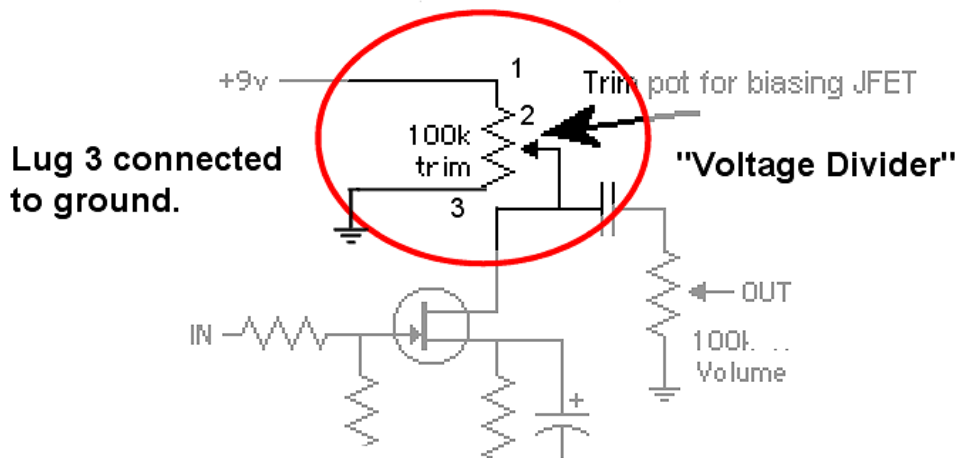 1
+9v
Trim pot for biasing JFET
2
100k
trim
Lug 3 connected
to ground.
"Voltage Divider"
3
OUT
IN
Volume
+